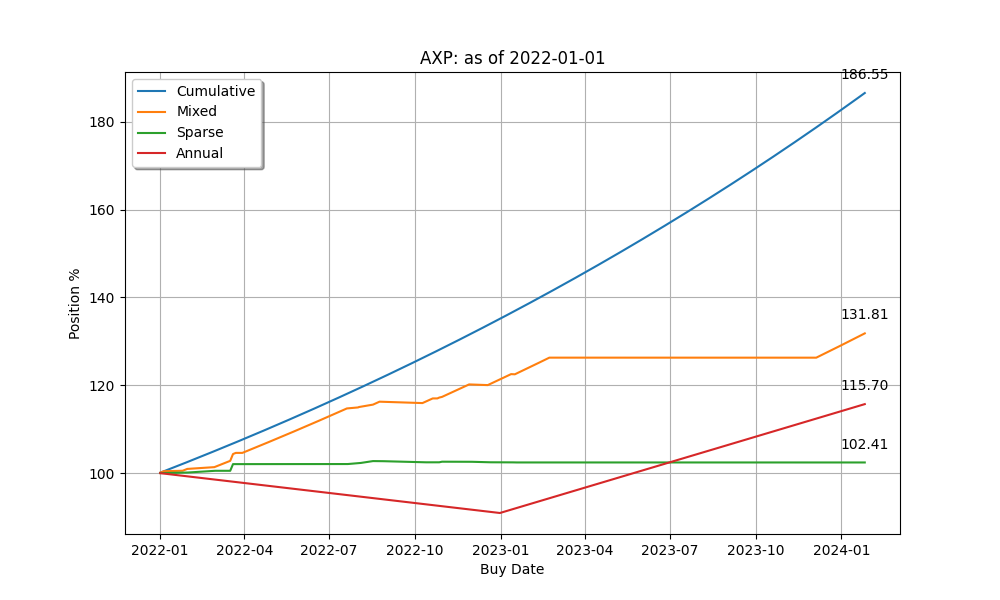 AXP: as of 2022-01-01
186.55
Cumulative
Mixed
Sparse
Annual
180
160
140
131.81
120
115.70
102.41
100
Position %
2022-01 2022-04 2022-07 2022-10 2023-01 2023-04 2023-07 2023-10 2024-01
Buy Date